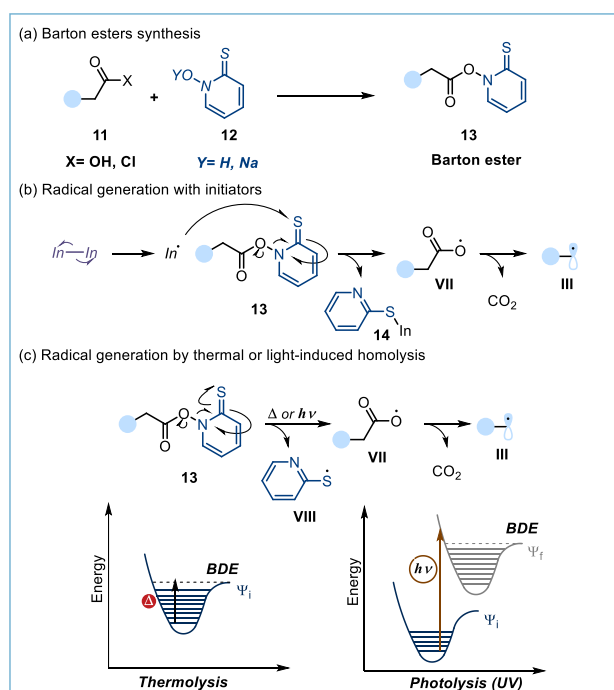 (a) Barton esters synthesis
O
X
11
X= OH, Cl
+
S
YO
N
12
Y= H, Na
S
O
N
O
13
Barton ester
(b) Radical generation with initiators
In—In
In•
S
O
N
O
13
N
S
In
14
O
O•
VII
CO2
III
(c) Radical generation by thermal or light-induced homolysis
S
O
N
O
13
Δ or hν
N
S•
VIII
O
O•
VII
CO2
III
Energy
BDE
Ψi
Δ
Thermolysis
Energy
BDE
Ψf
hν
Ψi
Photolysis (UV)